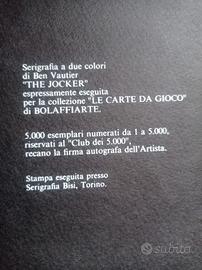 Serigrafia a due colori
di Ben Vautier
"THE JOCKER"
espressamente eseguita
per la collezione "LE CARTE DA GIOCO"
di BOLAFFIARTE.
5.000 esemplari numerati da 1 a 5.000,
riservati al "Club dei 5.000",
recano la firma autografa dell'Artista.
Stampa eseguita presso
Serigrafia Bisi, Torino.
subito